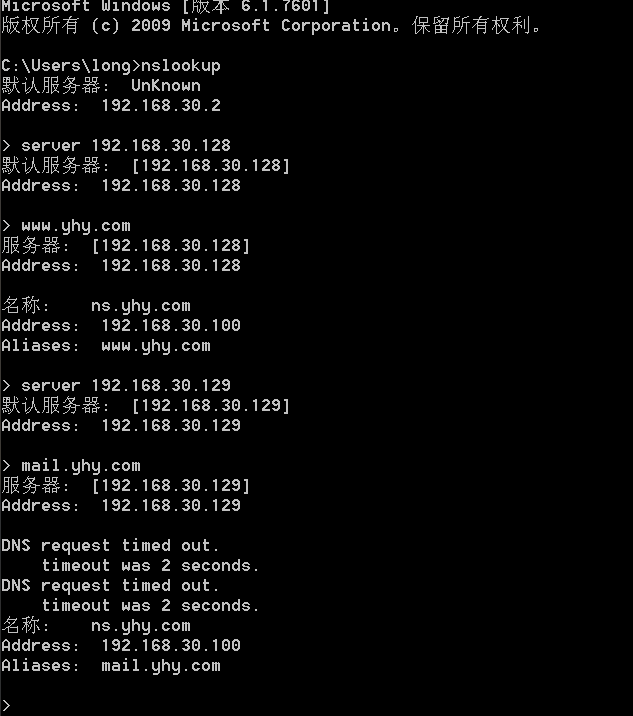 Microsoft Windows [版本 6.1.7601]
版权所有 (c) 2009 Microsoft Corporation。保留所有权利。
C:\Users\long>nslookup
默认服务器:  UnKnown
Address:  192.168.30.2
> server 192.168.30.128
默认服务器:  [192.168.30.128]
Address:  192.168.30.128
> www.yhy.com
服务器:  [192.168.30.128]
Address:  192.168.30.128
名称:    ns.yhy.com
Address:  192.168.30.100
Aliases:  www.yhy.com
> server 192.168.30.129
默认服务器:  [192.168.30.129]
Address:  192.168.30.129
> mail.yhy.com
服务器:  [192.168.30.129]
Address:  192.168.30.129
DNS request timed out.
    timeout was 2 seconds.
DNS request timed out.
    timeout was 2 seconds.
名称:    ns.yhy.com
Address:  192.168.30.100
Aliases:  mail.yhy.com
>